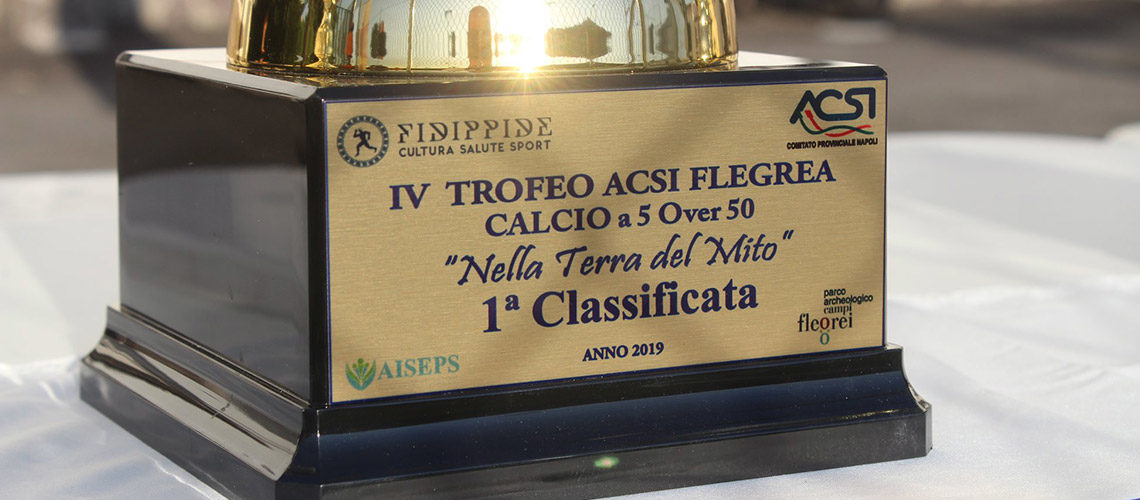 FIDIPPIDE
CULTURA SALUTE SPORT
ACSI
COMITATO PROVINCIALE NAPOLI
IV TROFEO ACSI FLEGREA
CALCIO a 5 Over 50
"Nella Terra del Mito"
1ª Classificata
ANNO 2019
AISEPS
parco
archeologico
campi
flegrei